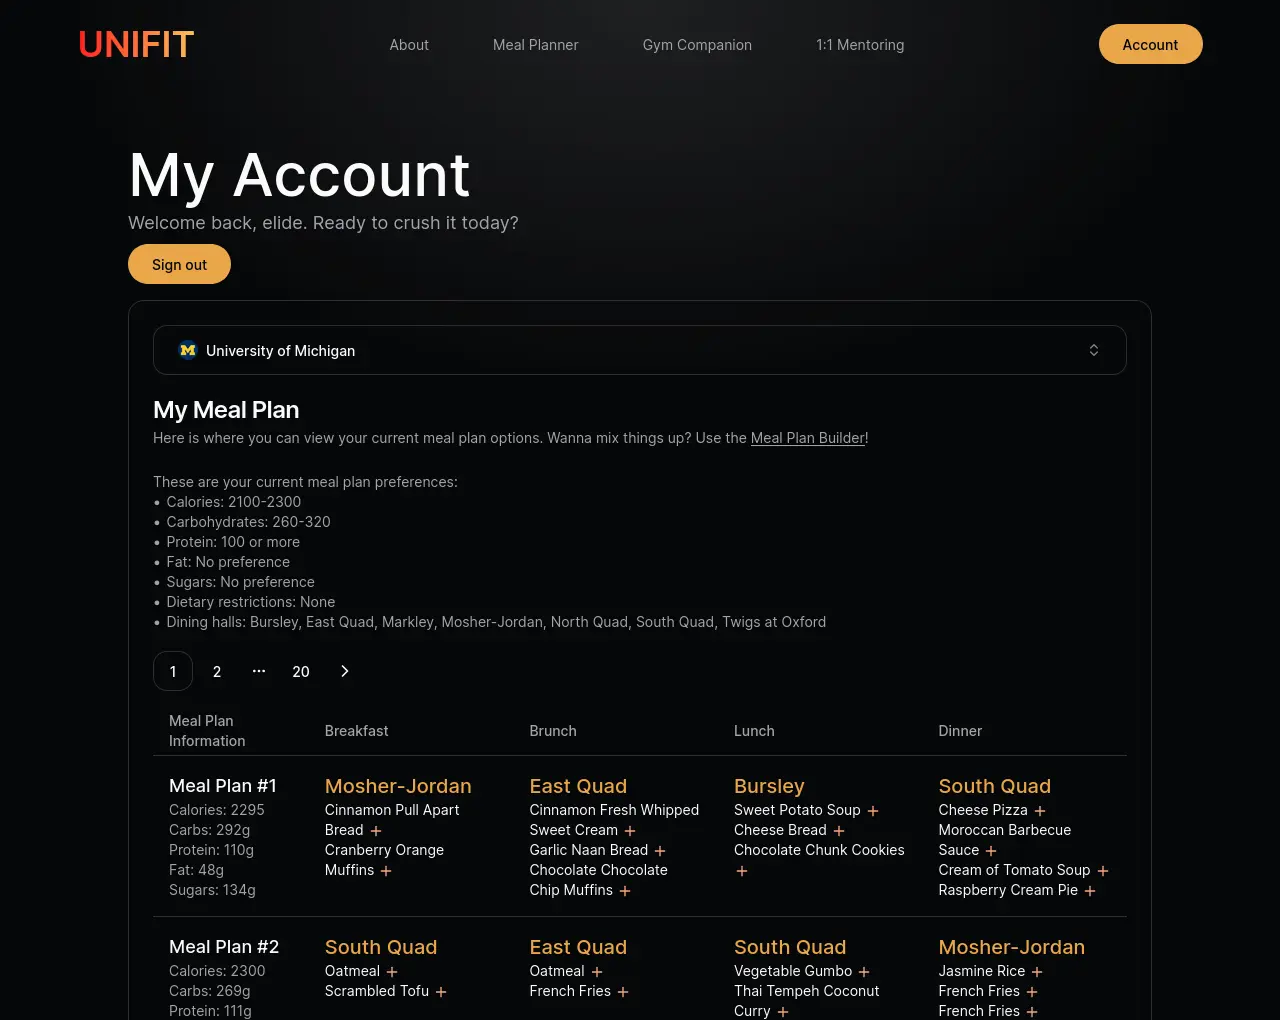 UNIFIT
About
Meal Planner
Gym Companion
1:1 Mentoring
Account
My Account
Welcome back, elide. Ready to crush it today?
Sign out
M University of Michigan
My Meal Plan
Here is where you can view your current meal plan options. Wanna mix things up? Use the Meal Plan Builder!
These are your current meal plan preferences:
• Calories: 2100-2300
• Carbohydrates: 260-320
• Protein: 100 or more
• Fat: No preference
• Sugars: No preference
• Dietary restrictions: None
• Dining halls: Bursley, East Quad, Markley, Mosher-Jordan, North Quad, South Quad, Twigs at Oxford
1 2 ··· 20 >
Meal Plan
Information
Breakfast
Brunch
Lunch
Dinner
Meal Plan #1
Calories: 2295
Carbs: 292g
Protein: 110g
Fat: 48g
Sugars: 134g
Mosher-Jordan
Cinnamon Pull Apart
Bread +
Cranberry Orange
Muffins +
East Quad
Cinnamon Fresh Whipped
Sweet Cream +
Garlic Naan Bread +
Chocolate Chocolate
Chip Muffins +
Bursley
Sweet Potato Soup +
Cheese Bread +
Chocolate Chunk Cookies
+
South Quad
Cheese Pizza +
Moroccan Barbecue
Sauce +
Cream of Tomato Soup +
Raspberry Cream Pie +
Meal Plan #2
Calories: 2300
Carbs: 269g
Protein: 111g
South Quad
Oatmeal +
Scrambled Tofu +
East Quad
Oatmeal +
French Fries +
South Quad
Vegetable Gumbo +
Thai Tempeh Coconut
Curry +
Mosher-Jordan
Jasmine Rice +
French Fries +
French Fries +